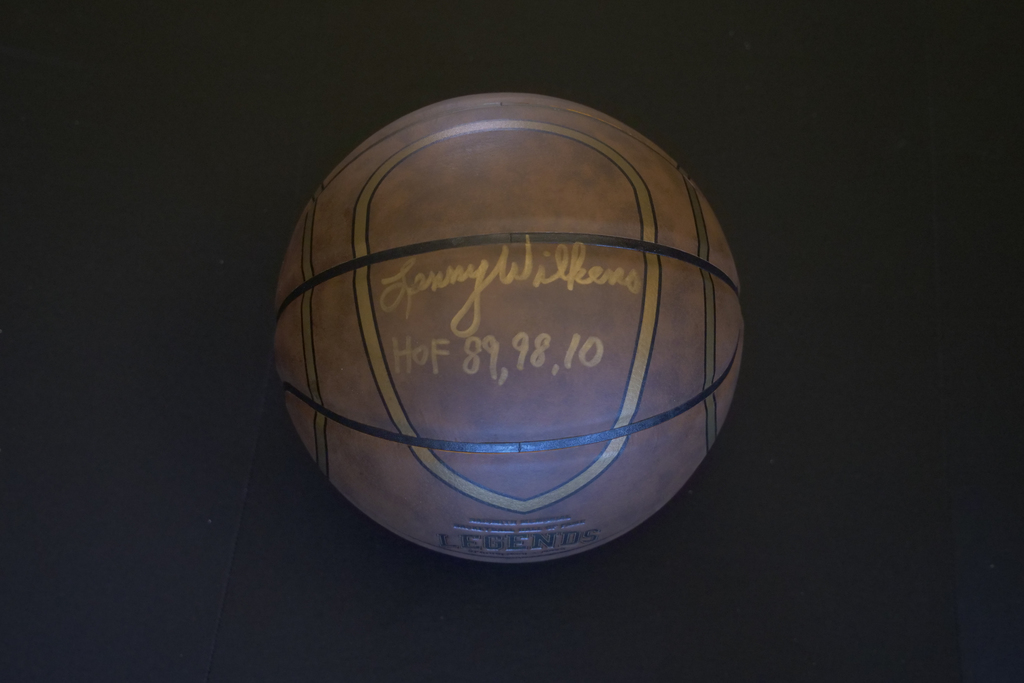 Lenny Wilkens
HOF 89, 98, 10
LEGENDS